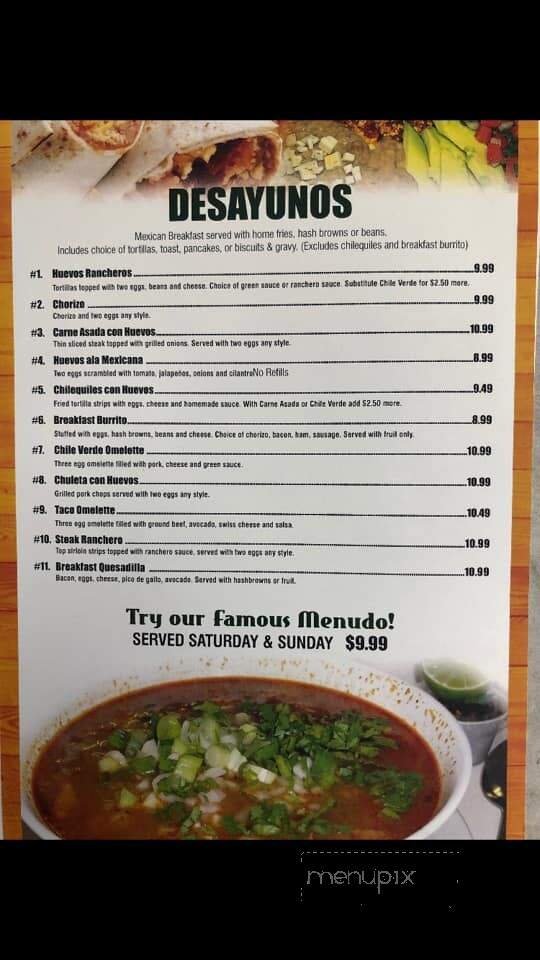 DESAYUNOS
Mexican Breakfast served with home fries, hash browns or beans.
Includes choice of tortillas, toast, pancakes, or biscuits & gravy. (Excludes chilequiles and breakfast burrito)
#1. Huevos Rancheros 9.99
Tortillas topped with two eggs, beans and cheese. Choice of green sauce or ranchero sauce. Substitute Chile Verde for $2.50 more.
#2. Chorizo 9.99
Chorizo and two eggs any style.
#3. Carne Asada con Huevos 10.99
Thin sliced steak topped with grilled onions. Served with two eggs any style.
#4. Huevos ala Mexicana 8.99
Two eggs scrambled with tomato, jalapeños, onions and cilantroNo Refills
#5. Chilequiles con Huevos 9.49
Fried tortilla strips with eggs, cheese and homemade sauce. With Carne Asada or Chile Verde add $2.50 more.
#6. Breakfast Burrito 8.99
Stuffed with eggs, hash browns, beans and cheese. Choice of chorizo, bacon, ham, sausage. Served with fruit only.
#7. Chile Verde Omelette 10.99
Three egg omelette filled with pork, cheese and green sauce.
#8. Chuleta con Huevos 10.99
Grilled pork chops served with two eggs any style.
#9. Taco Omelette 10.49
Three egg omelette filled with ground beef, avocado, swiss cheese and salsa.
#10. Steak Ranchero 10.99
Top sirloin strips topped with ranchero sauce, served with two eggs any style.
#11. Breakfast Quesadilla 10.99
Bacon, eggs, cheese, pico de gallo, avocado. Served with hashbrowns or fruit.
Try our Famous Menudo!
SERVED SATURDAY & SUNDAY $9.99
menupix